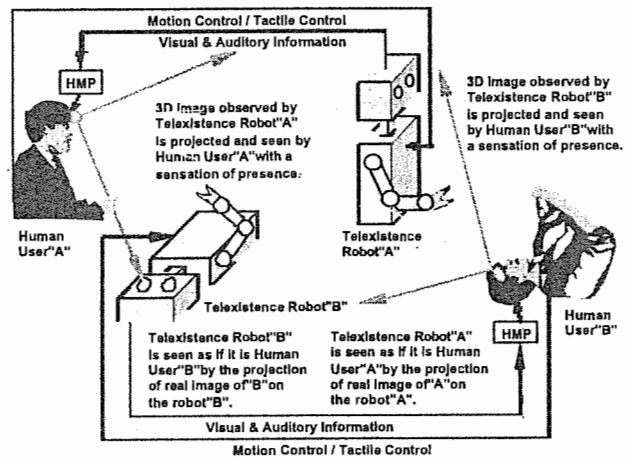 Motion Control / Tactile Control
Visual & Auditory Information
HMP
3D Image observed by
Telexistence Robot"A"
is projected and seen by
Human User"A"with a
sensation of presence.
3D Image observed by
Telexistence Robot"B"
is projected and seen
by Human User"B"with
a sensation of presence.
Human
User"A"
Telexistence
Robot"A"
Telexistence Robot"B"
HMP
Human
User"B"
Telexistence Robot"B"
is seen as if it is Human
User"B"by the projection
of real image of"B"on
the robot"B".
Telexistence Robot"A"
is seen as if it is Human
User"A"by the projection
of real image of"A"on
the robot"A".
Visual & Auditory Information
Motion Control / Tactile Control